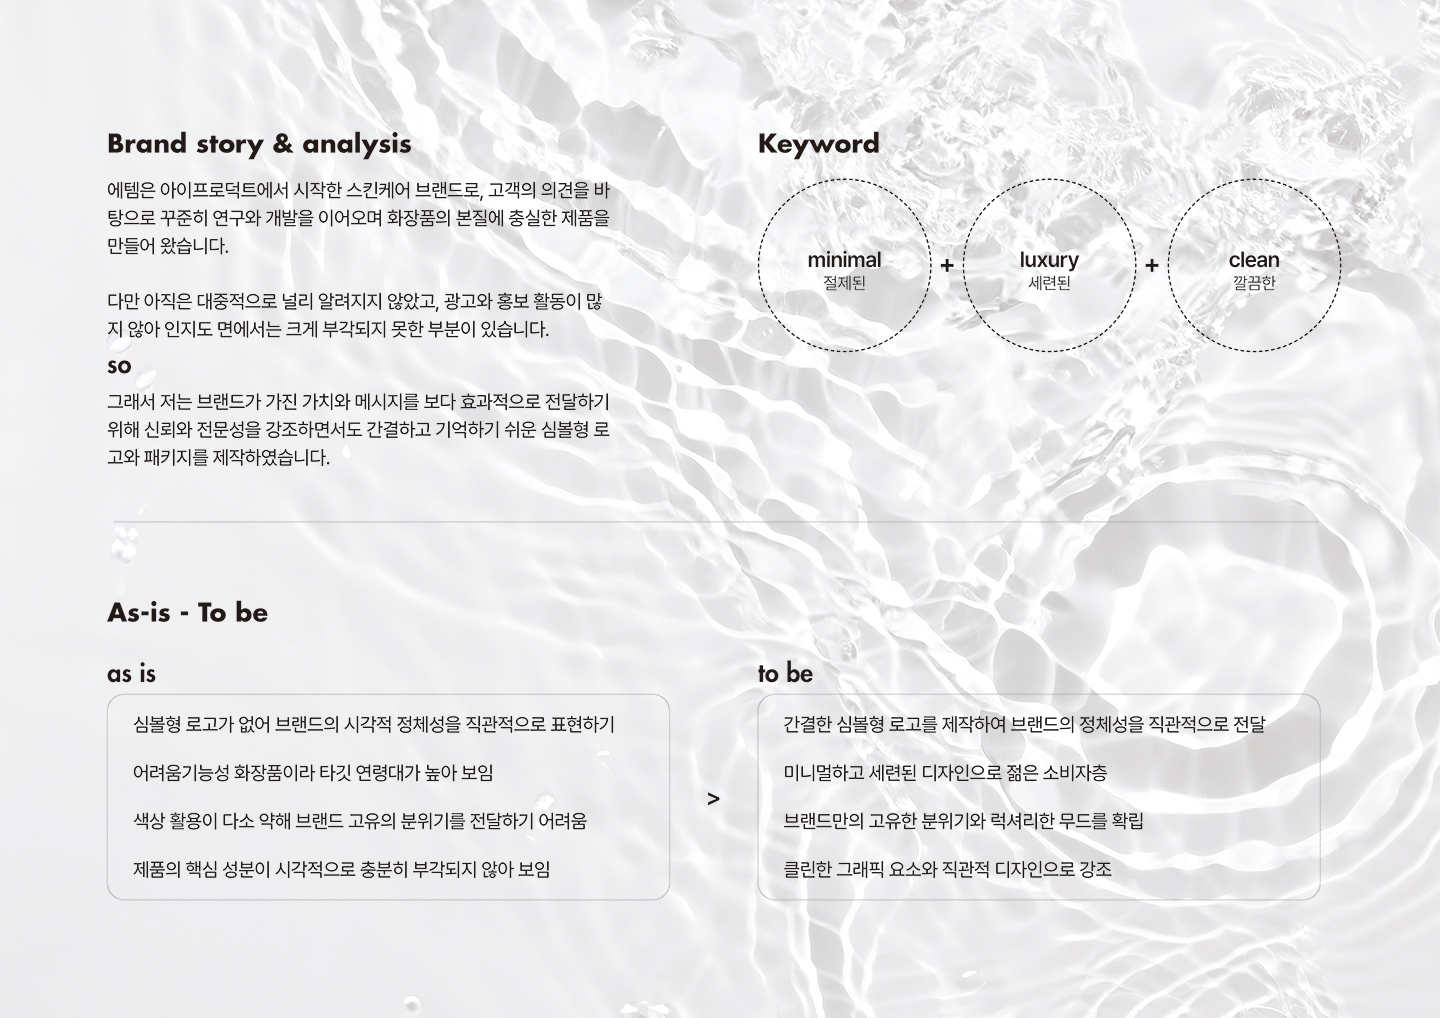 Brand story & analysis
에템은 아이프로덕트에서 시작한 스킨케어 브랜드로, 고객의 의견을 바
탕으로 꾸준히 연구와 개발을 이어오며 화장품의 본질에 충실한 제품을
만들어 왔습니다.
다만 아직은 대중적으로 널리 알려지지 않았고, 광고와 홍보 활동이 많
지 않아 인지도 면에서는 크게 부각되지 못한 부분이 있습니다.
so
그래서 저는 브랜드가 가진 가치와 메시지를 보다 효과적으로 전달하기
위해 신뢰와 전문성을 강조하면서도 간결하고 기억하기 쉬운 심볼형 로
고와 패키지를 제작하였습니다.
Keyword
minimal
절제된
+
luxury
세련된
+
clean
깔끔한
As-is - To be
as is
심볼형 로고가 없어 브랜드의 시각적 정체성을 직관적으로 표현하기
어려움기능성 화장품이라 타깃 연령대가 높아 보임
색상 활용이 다소 약해 브랜드 고유의 분위기를 전달하기 어려움
제품의 핵심 성분이 시각적으로 충분히 부각되지 않아 보임
>
to be
간결한 심볼형 로고를 제작하여 브랜드의 정체성을 직관적으로 전달
미니멀하고 세련된 디자인으로 젊은 소비자층
브랜드만의 고유한 분위기와 럭셔리한 무드를 확립
클린한 그래픽 요소와 직관적 디자인으로 강조